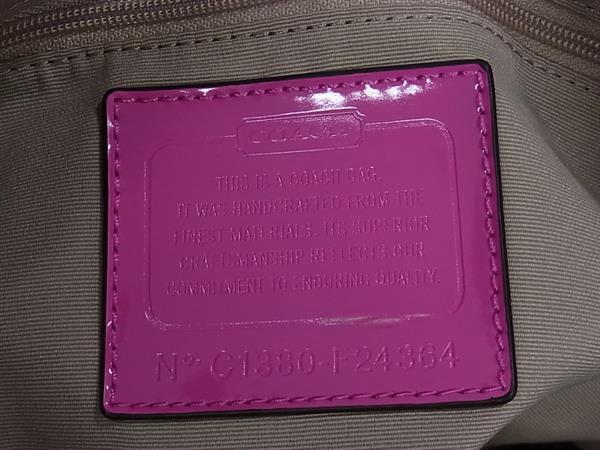 COACH
THIS IS A COACH BAG.
IT WAS HANDCRAFTED FROM THE
FINEST MATERIALS. ITS SUPERIOR
CRAFTSMANSHIP REFLECTS OUR
COMMITMENT TO ENDURING QUALITY.
Nº C1380-F24364